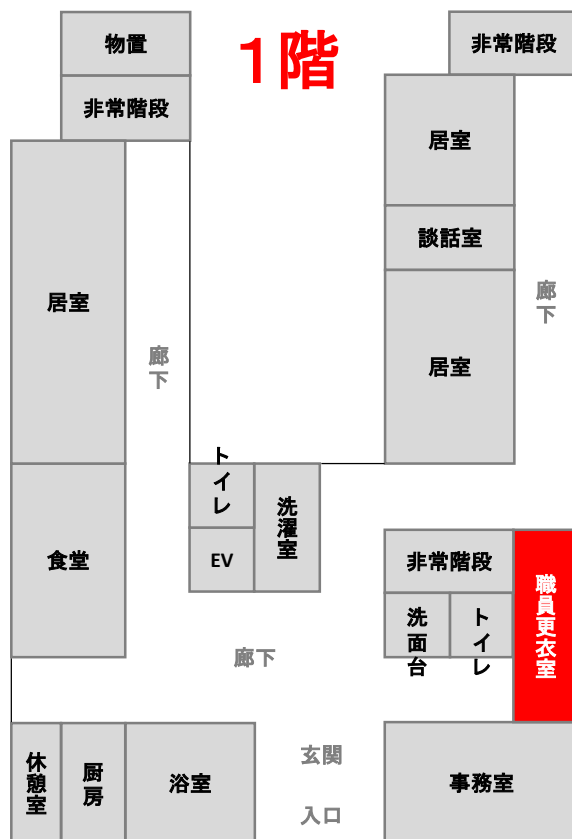 物置
1階
非常階段
非常階段
居室
談話室
居室
廊下
居室
廊下
トイレ
洗濯室
EV
食堂
非常階段
職員更衣室
洗面台
トイレ
廊下
休憩室
厨房
浴室
玄関
入口
事務室